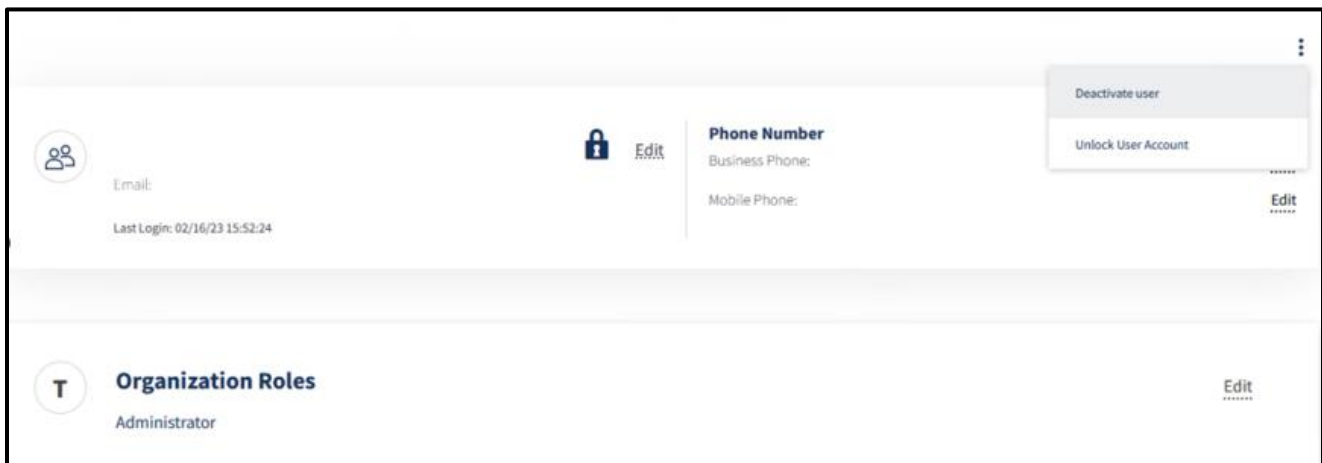 Deactivate user
Unlock User Account
Edit
Phone Number
Business Phone:
Email:
Mobile Phone:
Edit
Last Login: 02/16/23 15:52:24
T
Organization Roles
Edit
Administrator